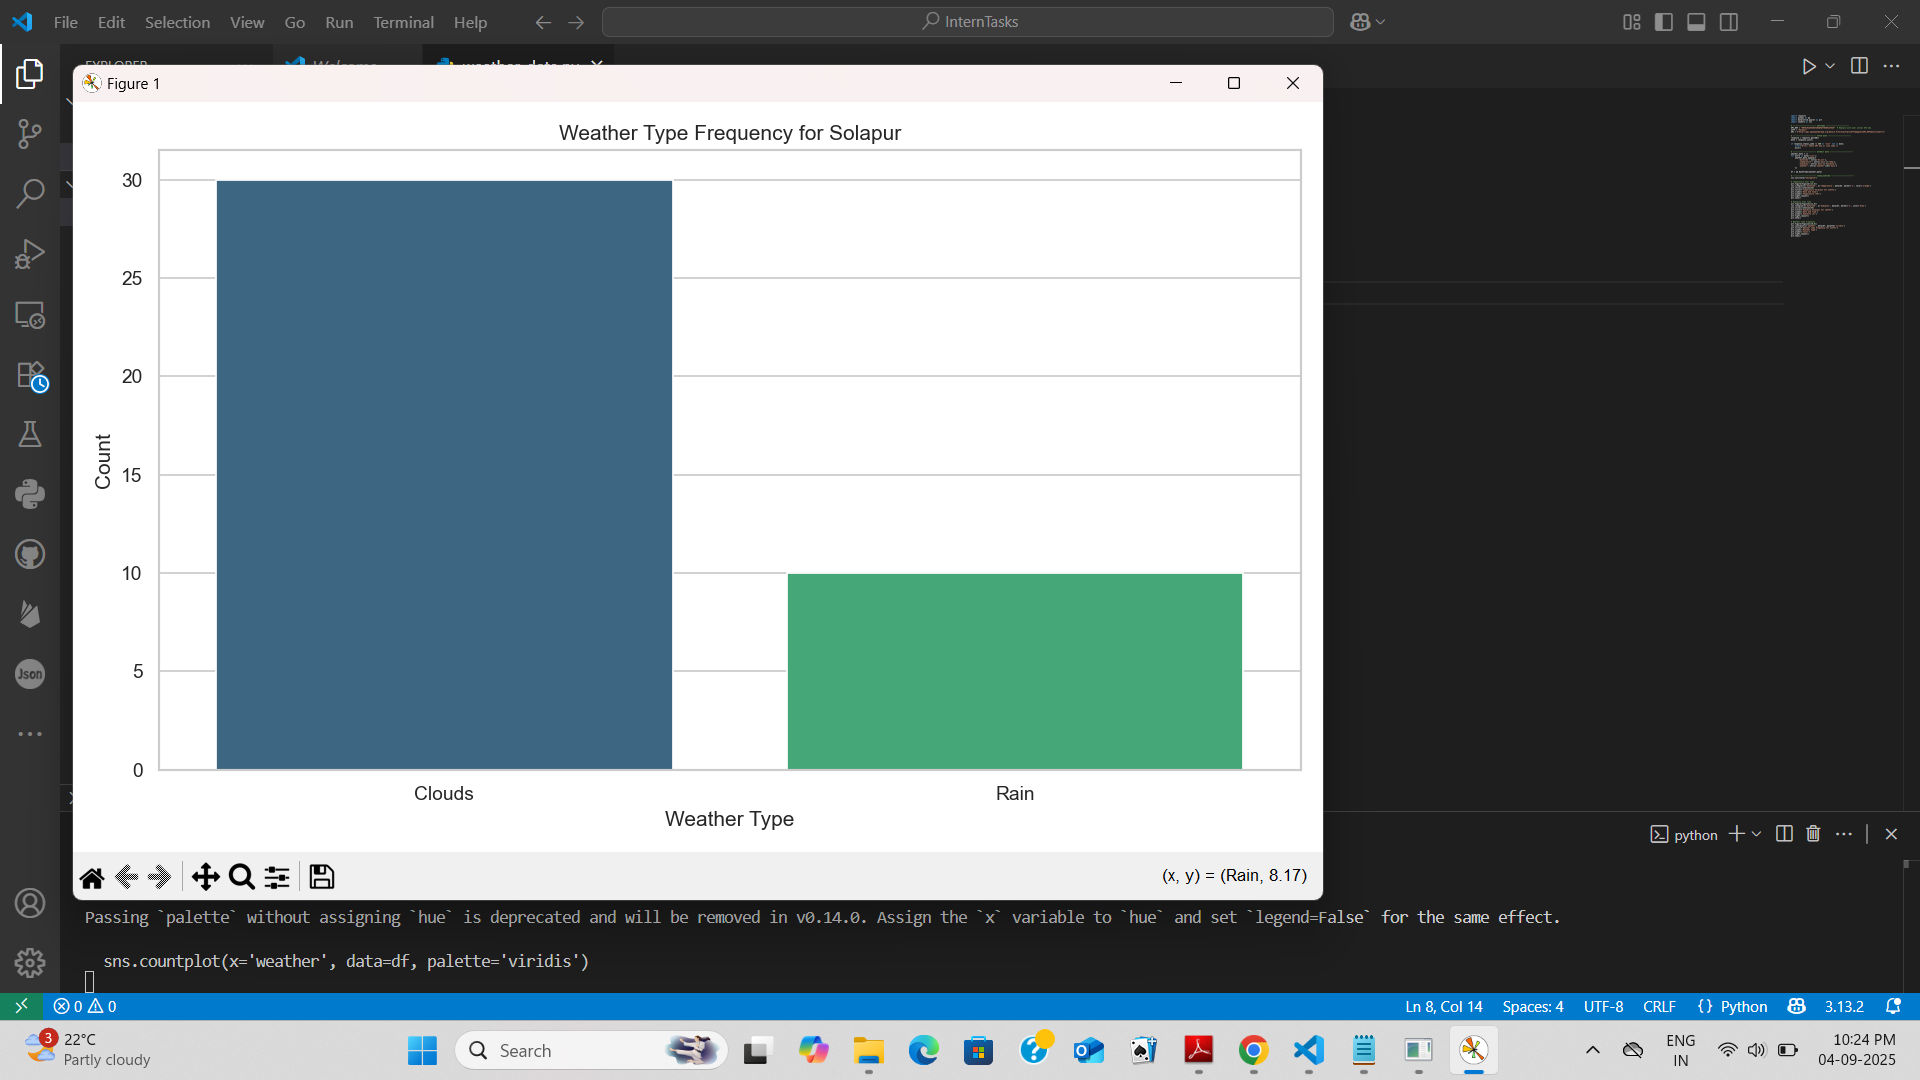 File Edit Selection View Go Run Terminal Help
InternTasks
Figure 1
Weather Type Frequency for Solapur
30
25
20
15
10
5
0
Count
Clouds Rain
Weather Type
(x, y) = (Rain, 8.17)
Json
python
Passing `palette` without assigning `hue` is deprecated and will be removed in v0.14.0. Assign the `x` variable to `hue` and set `legend=False` for the same effect.
sns.countplot(x='weather', data=df, palette='viridis')
0 0
Ln 8, Col 14 Spaces: 4 UTF-8 CRLF {} Python 3.13.2
3
22°C
Partly cloudy
Search
ENG
IN
10:24 PM
04-09-2025